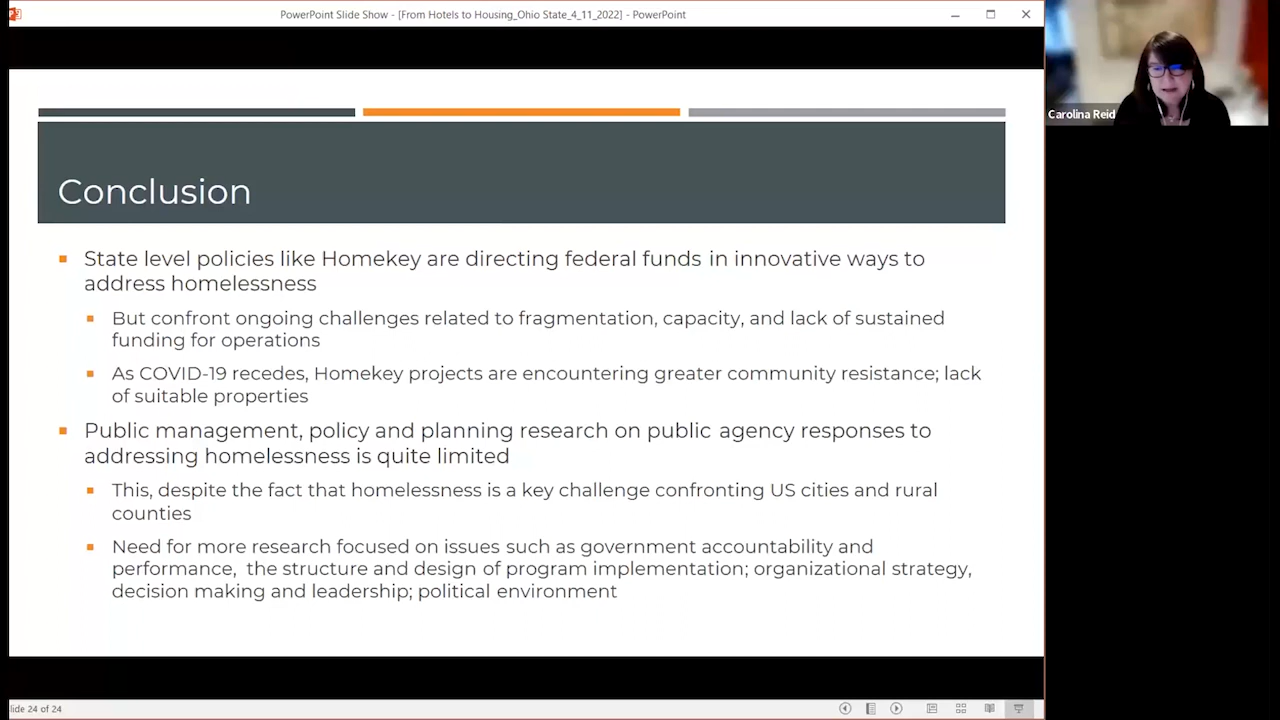 PowerPoint Slide Show - [From Hotels to Housing_Ohio State_4_11_2022] - PowerPoint
Carolina Reid
Conclusion
State level policies like Homekey are directing federal funds in innovative ways to
address homelessness
But confront ongoing challenges related to fragmentation, capacity, and lack of sustained
funding for operations
As COVID-19 recedes, Homekey projects are encountering greater community resistance; lack
of suitable properties
Public management, policy and planning research on public agency responses to
addressing homelessness is quite limited
This, despite the fact that homelessness is a key challenge confronting US cities and rural
counties
Need for more research focused on issues such as government accountability and
performance, the structure and design of program implementation; organizational strategy,
decision making and leadership; political environment
lide 24 of 24